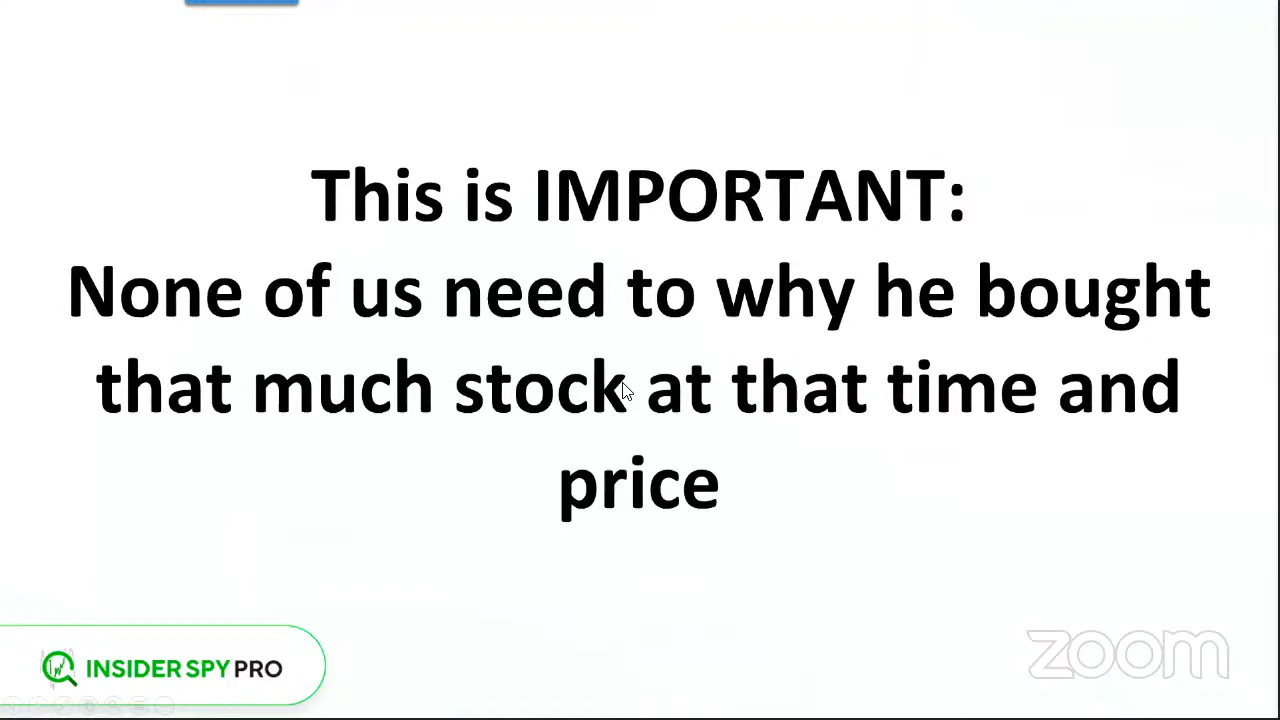 This is IMPORTANT:
None of us need to why he bought
that much stock at that time and
price
INSIDER SPY PRO
zoom